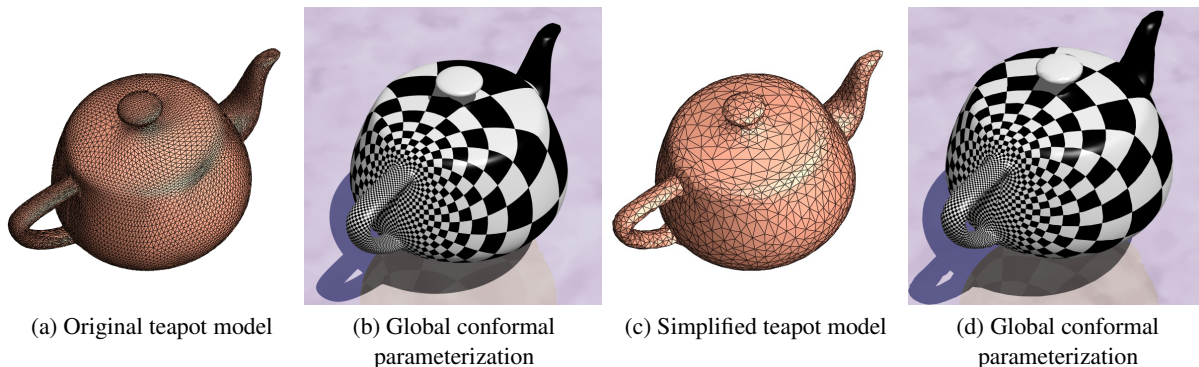 (a) Original teapot model
(b) Global conformal
parameterization
(c) Simplified teapot model
(d) Global conformal
parameterization